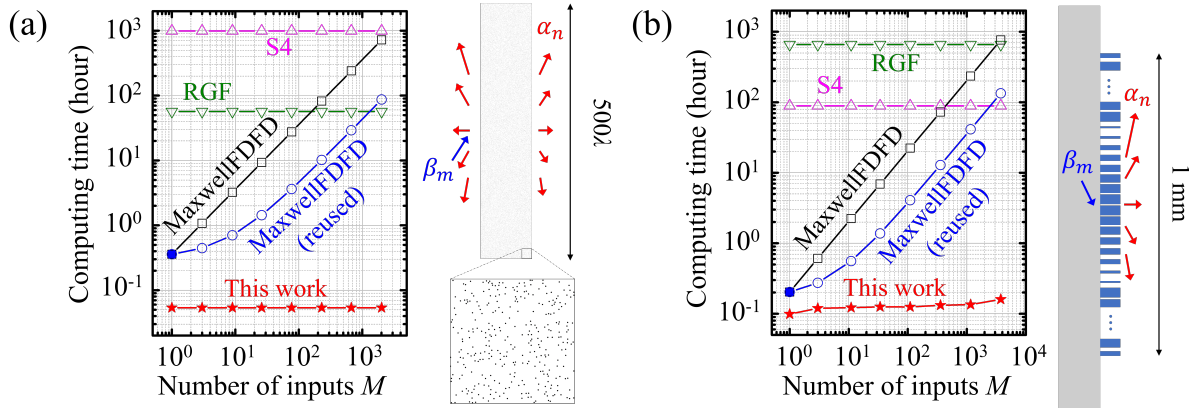 (a)
Computing time (hour)
10³
10²
10¹
10⁰
10⁻¹
S4
RGF
MaxwellFDFD
MaxwellFDFD
(reused)
This work
10⁰ 10¹ 10² 10³
Number of inputs M
αₙ
βₘ
500λ
(b)
Computing time (hour)
10³
10²
10¹
10⁰
10⁻¹
RGF
S4
MaxwellFDFD
MaxwellFDFD
(reused)
This work
10⁰ 10¹ 10² 10³ 10⁴
Number of inputs M
αₙ
βₘ
1 mm